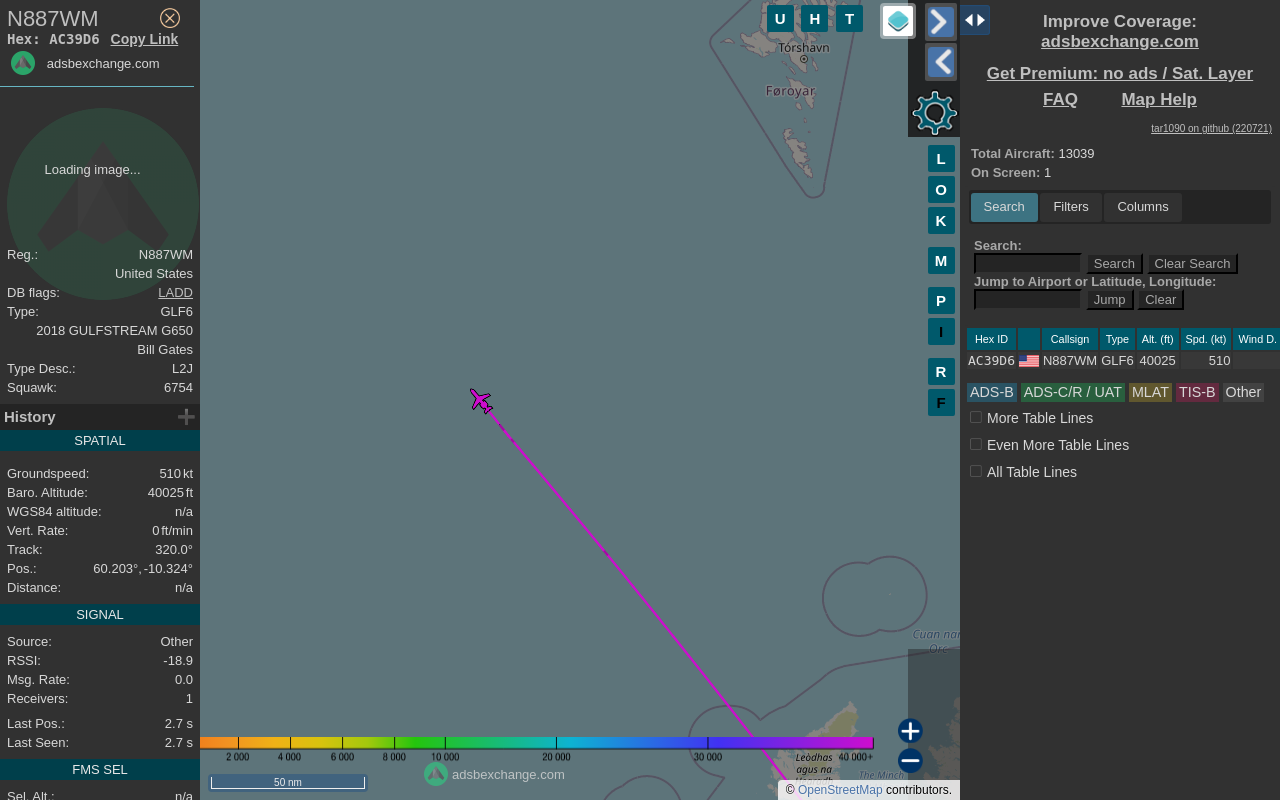 N887WM
Hex: AC39D6 Copy Link
adsbexchange.com
Loading image...
Reg.: N887WM
United States
DB flags: LADD
Type: GLF6
2018 GULFSTREAM G650
Bill Gates
Type Desc.: L2J
Squawk: 6754
History
SPATIAL
Groundspeed: 510 kt
Baro. Altitude: 40025 ft
WGS84 altitude: n/a
Vert. Rate: 0 ft/min
Track: 320.0°
Pos.: 60.203°, -10.324°
Distance: n/a
SIGNAL
Source: Other
RSSI: -18.9
Msg. Rate: 0.0
Receivers: 1
Last Pos.: 2.7 s
Last Seen: 2.7 s
FMS SEL
Sel. Alt.: n/a
U H T
Tórshavn
Føroyar
L
O
K
M
P
I
R
F
Cuan nan
Orc
Leòdhas
agus na
The Minch
2 000 4 000 6 000 8 000 10 000 20 000 30 000 40 000+
50 nm
adsbexchange.com
© OpenStreetMap contributors.
Improve Coverage:
adsbexchange.com
Get Premium: no ads / Sat. Layer
FAQ Map Help
tar1090 on github (220721)
Total Aircraft: 13039
On Screen: 1
Search Filters Columns
Search:
Search Clear Search
Jump to Airport or Latitude, Longitude:
Jump Clear
Hex ID Callsign Type Alt. (ft) Spd. (kt) Wind D.
AC39D6 N887WM GLF6 40025 510
ADS-B ADS-C/R / UAT MLAT TIS-B Other
More Table Lines
Even More Table Lines
All Table Lines